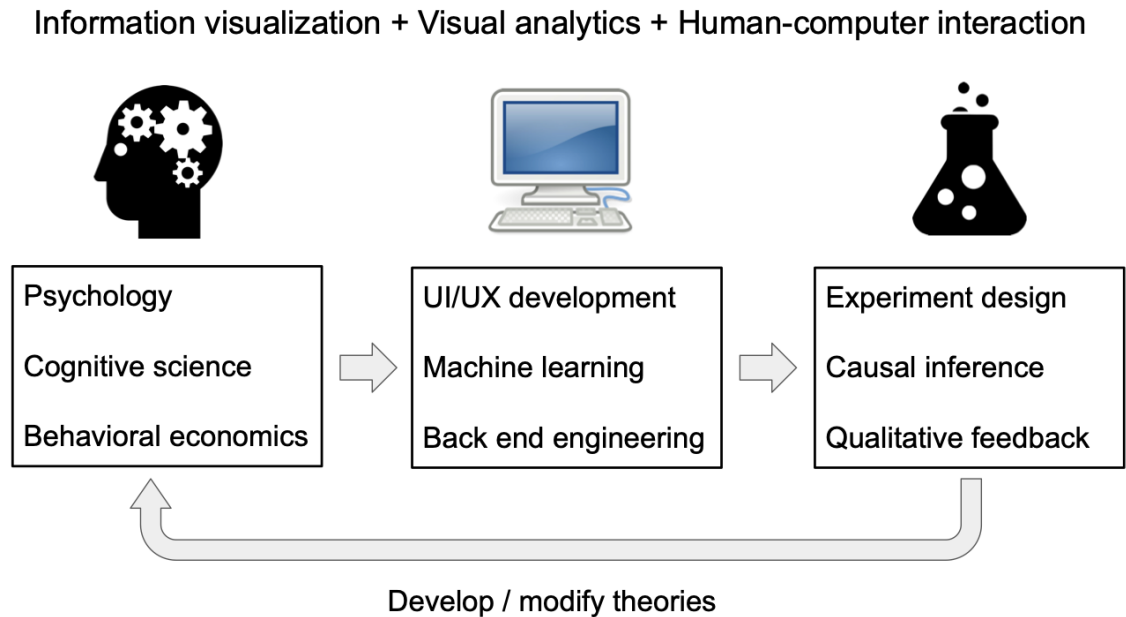 Information visualization + Visual analytics + Human-computer interaction
Psychology
Cognitive science
Behavioral economics
UI/UX development
Machine learning
Back end engineering
Experiment design
Causal inference
Qualitative feedback
Develop / modify theories